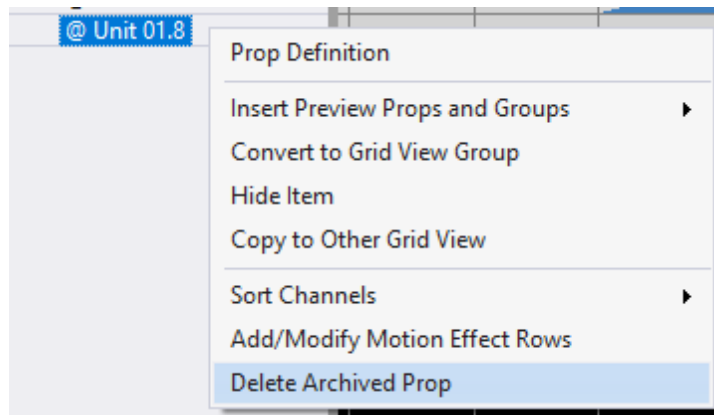 @ Unit 01.8
Prop Definition
Insert Preview Props and Groups
Convert to Grid View Group
Hide Item
Copy to Other Grid View
Sort Channels
Add/Modify Motion Effect Rows
Delete Archived Prop